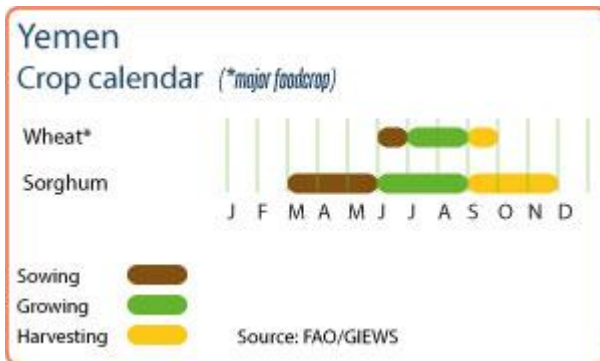 Yemen
Crop calendar (*major foodcrop)
Wheat*
Sorghum
J F M A M J J A S O N D
Sowing
Growing
Harvesting Source: FAO/GIEWS